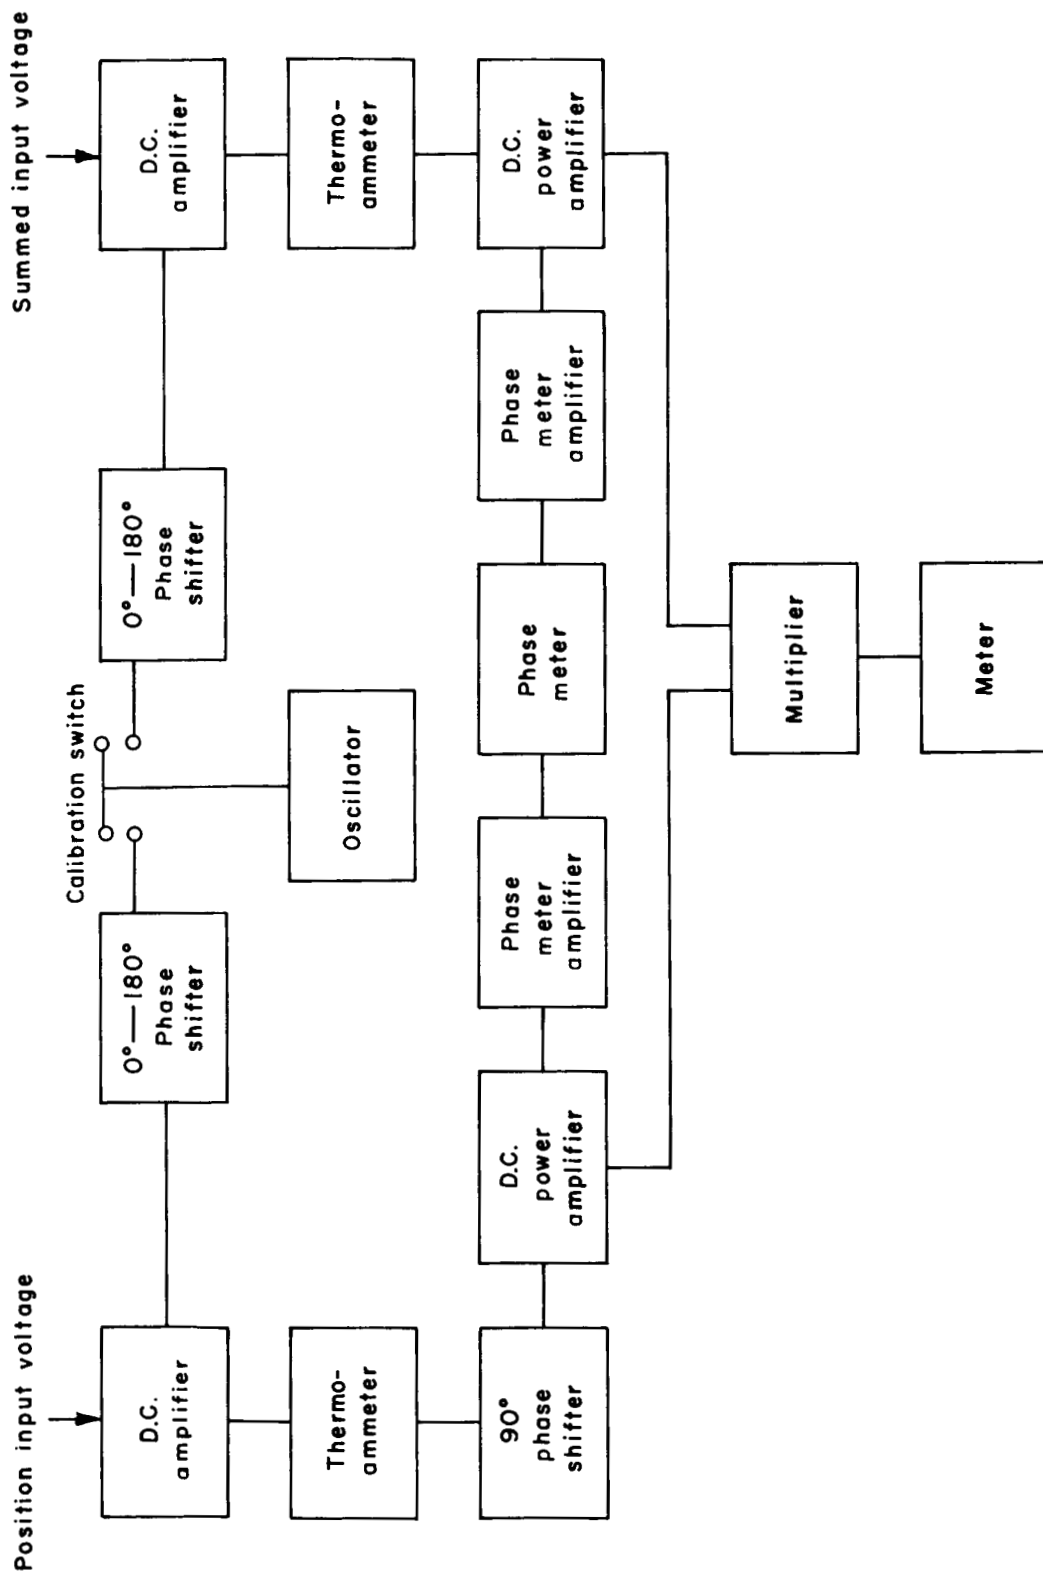 Position input voltage
Summed input voltage
D.C.
amplifier
0°—180°
Phase
shifter
Calibration switch
0°—180°
Phase
shifter
D.C.
amplifier
Thermo-
ammeter
Oscillator
Thermo-
ammeter
90°
phase
shifter
D.C.
power
amplifier
Phase
meter
amplifier
Phase
meter
Phase
meter
amplifier
D.C.
power
amplifier
Multiplier
Meter